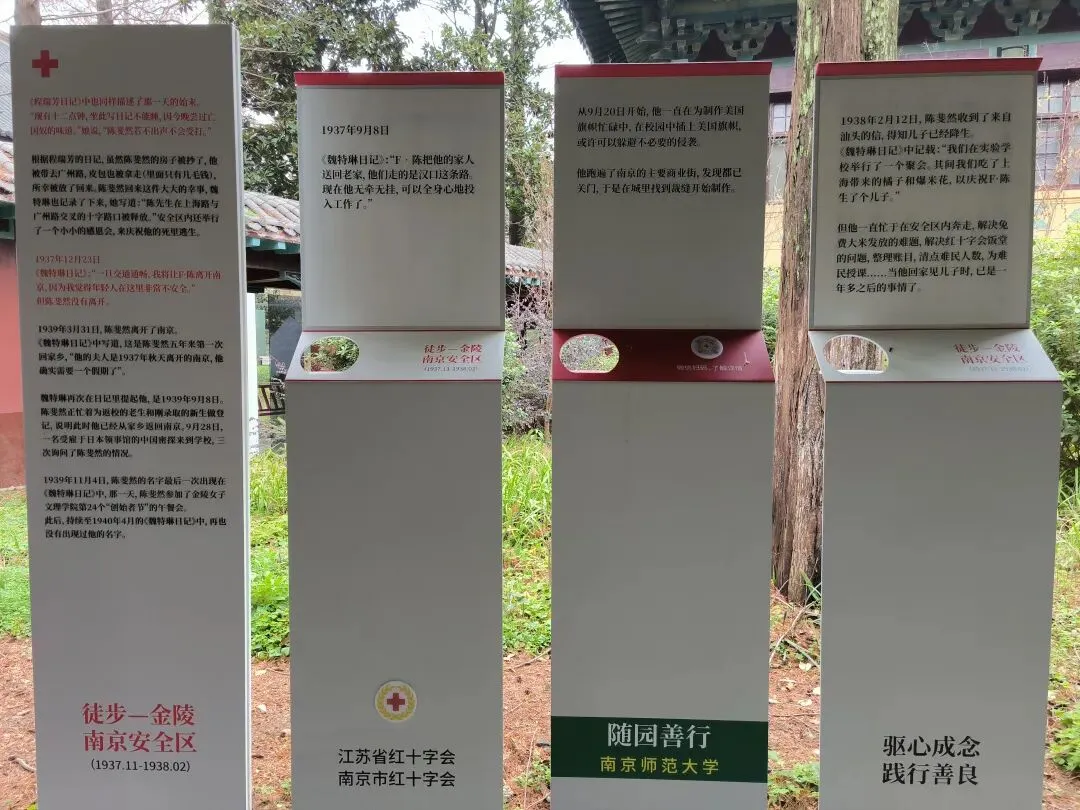 《程瑞芳日记》中也同样描述了那一天的始末。
“现有十二点钟，坐此写日记不能睡，因今晚尝过亡
国奴的味道。”她说，“陈斐然若不出声不会受打。”
根据程瑞芳的日记，虽然陈斐然的房子被抄了，他
被带去广州路，皮包也被拿走（里面只有几毛钱），
所幸被放了回来。陈斐然回来这件大大的幸事，魏
特琳也记录了下来，她写道：“陈先生在上海路与
广州路交叉的十字路口被释放。”安全区内还举行
了一个小小的感恩会，来庆祝他的死里逃生。
1937年12月23日
《魏特琳日记》：“一旦交通通畅，我将让F·陈离开南
京，因为我觉得年轻人在这里非常不安全。”
但陈斐然没有离开。
1939年3月31日，陈斐然离开了南京。
《魏特琳日记》中写道，这是陈斐然五年来第一次
回家乡，“他的夫人是1937年秋天离开的南京，他
确实需要一个假期了”。
魏特琳再次在日记里提起他，是1939年9月8日。
陈斐然正忙着为返校的老生和刚录取的新生做登
记，说明此时他已经从家乡返回南京。9月28日，
一名受雇于日本领事馆的中国密探来到学校，三
次询问了陈斐然的情况。
1939年11月4日，陈斐然的名字最后一次出现在
《魏特琳日记》中，那一天，陈斐然参加了金陵女子
文理学院第24个“创始者节”的午餐会。
此后，持续至1940年4月的《魏特琳日记》中，再也
没有出现过他的名字。
徒步—金陵
南京安全区
（1937.11-1938.02）
1937年9月8日
《魏特琳日记》：“F·陈把他的家人
送回老家，他们走的是汉口这条路。
现在他无牵无挂，可以全身心地投
入工作了。”
徒步—金陵
南京安全区
（1937.11-1938.02）
江苏省红十字会
南京市红十字会
从9月20日开始，他一直在为制作美国
旗帜忙碌中，在校园中插上美国旗帜，
或许可以躲避不必要的侵袭。
他跑遍了南京的主要商业街，发现都已
关门，于是在城里找到裁缝开始制作。
微信扫码，了解详情
随园善行
南京师范大学
1938年2月12日，陈斐然收到了来自
汕头的信，得知儿子已经降生。
《魏特琳日记》中记载：“我们在实验学
校举行了一个聚会。其间我们吃了上
海带来的橘子和爆米花，以庆祝F·陈
生了个儿子。”
但他一直忙于在安全区内奔走，解决免
费大米发放的难题，解决红十字会饭堂
的问题，整理账目，清点难民人数，为难
民授课……当他回家见儿子时，已是一
年多之后的事情了。
徒步—金陵
南京安全区
（1937.11-1938.02）
驱心成念
践行善良